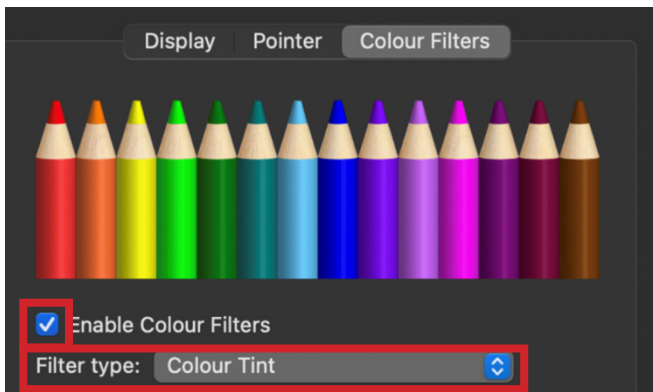 Display Pointer Colour Filters
Enable Colour Filters
Filter type: Colour Tint